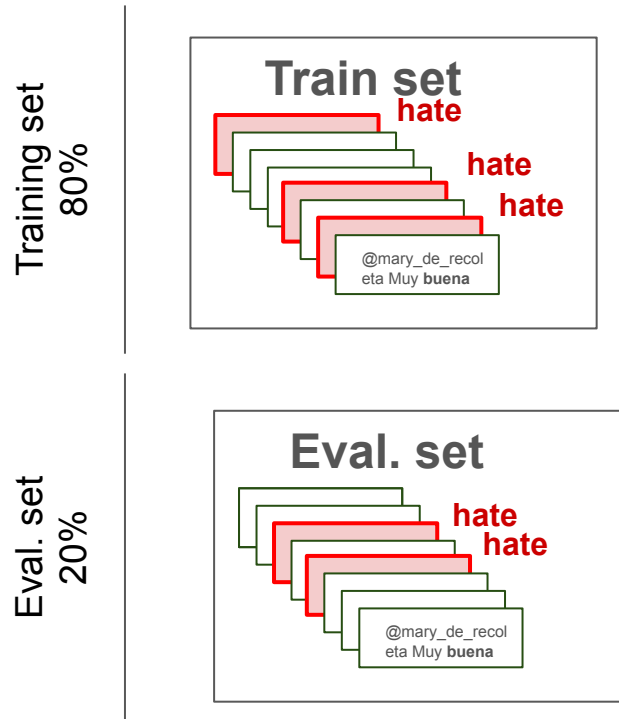 Training set
80%
Train set
hate
hate
hate
@mary_de_recol
eta Muy buena
Eval. set
20%
Eval. set
hate
hate
@mary_de_recol
eta Muy buena